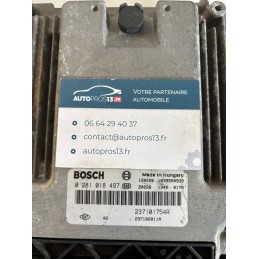 AUTOPROS13.FR
VOTRE PARTENAIRE
AUTOMOBILE
06 64 29 40 37
contact@autopros13.fr
autopros13.fr
BOSCH
Made in Hungary
0 281 018 497
237101754R
237102011R